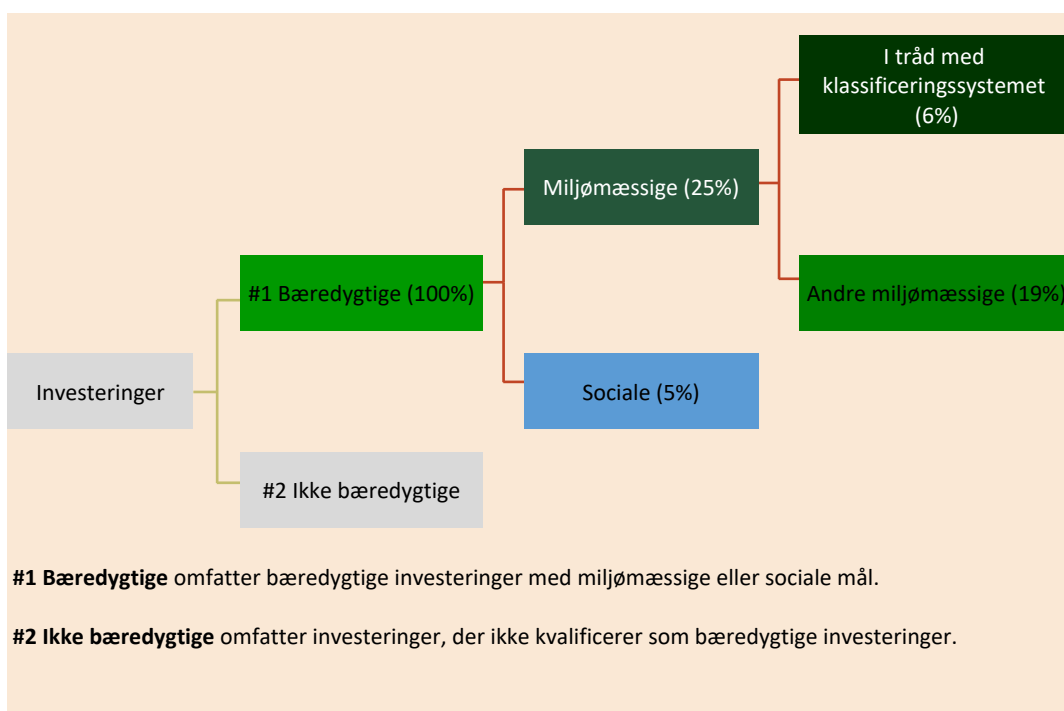 I tråd med
klassificeringssystemet
(6%)
Miljømæssige (25%)
#1 Bæredygtige (100%)
Andre miljømæssige (19%)
Investeringer
Sociale (5%)
#2 Ikke bæredygtige
#1 Bæredygtige omfatter bæredygtige investeringer med miljømæssige eller sociale mål.
#2 Ikke bæredygtige omfatter investeringer, der ikke kvalificerer som bæredygtige investeringer.